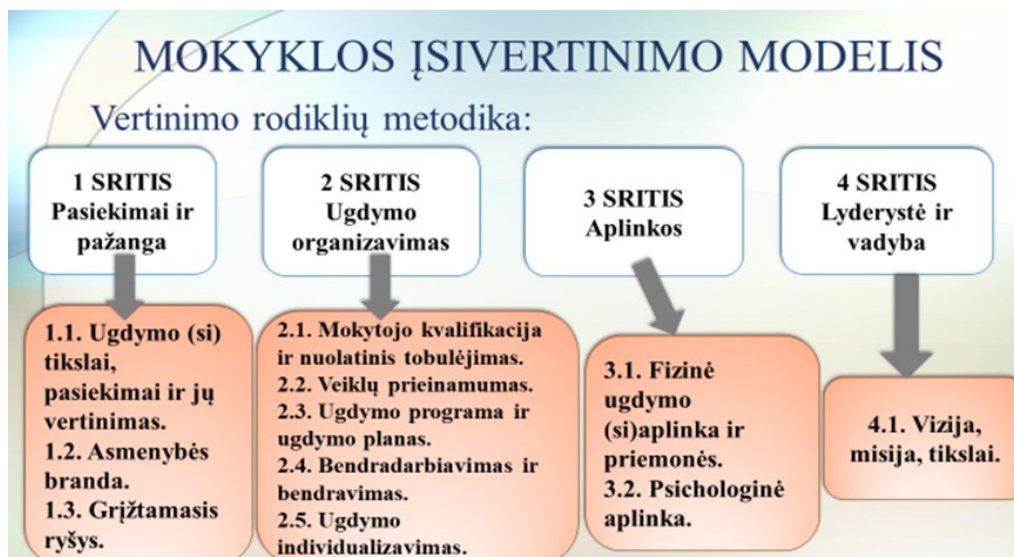 MOKYKLOS ĮSIVERTINIMO MODELIS
Vertinimo rodiklių metodika:
1 SRITIS
Pasiekimai ir
pažanga
2 SRITIS
Ugdymo
organizavimas
3 SRITIS
Aplinkos
4 SRITIS
Lyderystė ir
vadyba
1.1. Ugdymo (si)
tikslai,
pasiekimai ir jų
vertinimas.
1.2. Asmenybės
branda.
1.3. Grįžtamasis
ryšys.
2.1. Mokytojo kvalifikacija
ir nuolatinis tobulėjimas.
2.2. Veiklų prieinamumas.
2.3. Ugdymo programa ir
ugdymo planas.
2.4. Bendradarbiavimas ir
bendravimas.
2.5. Ugdymo
individualizavimas.
3.1. Fizinė
ugdymo
(si)aplinka ir
priemonės.
3.2. Psichologinė
aplinka.
4.1. Vizija,
misija, tikslai.